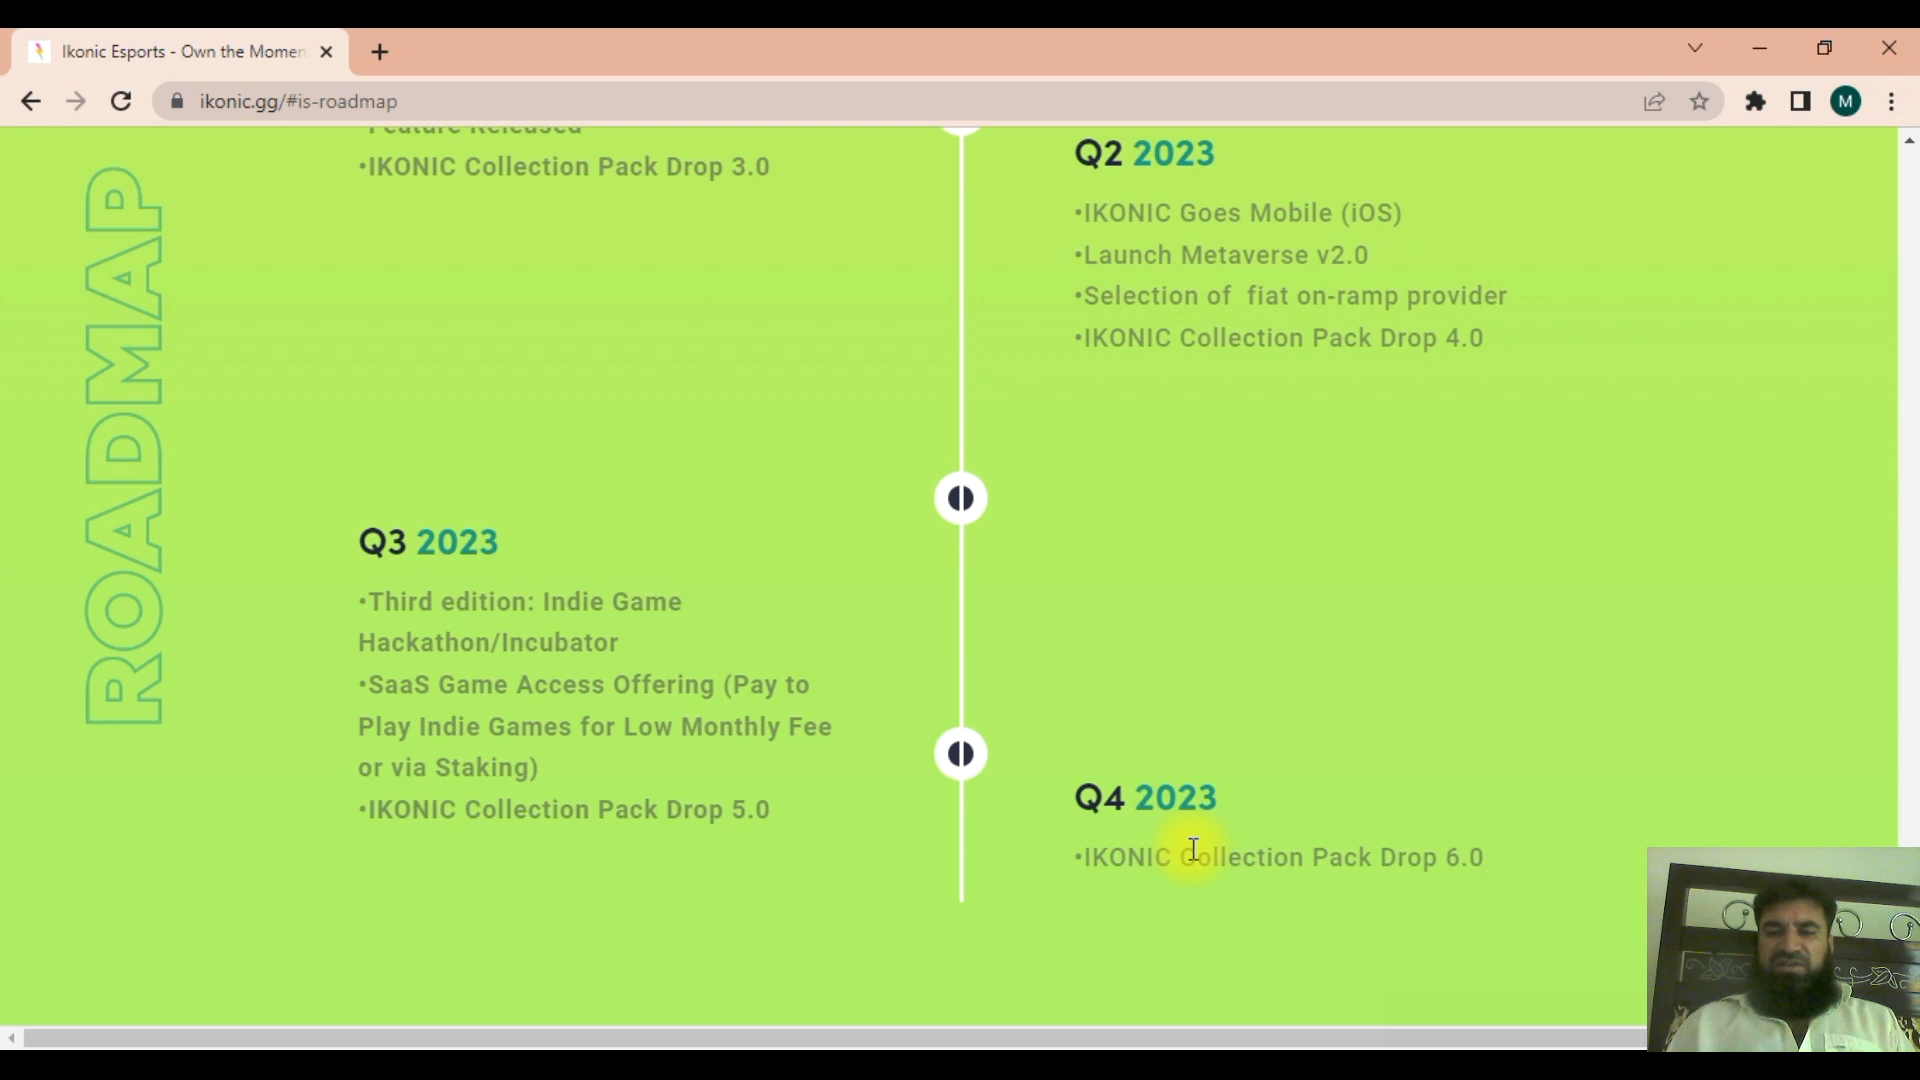 Ikonic Esports - Own the Momen
ikonic.gg/#is-roadmap
M
ROADMAP
Feature Released
•IKONIC Collection Pack Drop 3.0
Q2 2023
•IKONIC Goes Mobile (iOS)
•Launch Metaverse v2.0
•Selection of fiat on-ramp provider
•IKONIC Collection Pack Drop 4.0
Q3 2023
•Third edition: Indie Game
Hackathon/Incubator
•SaaS Game Access Offering (Pay to
Play Indie Games for Low Monthly Fee
or via Staking)
•IKONIC Collection Pack Drop 5.0
Q4 2023
•IKONIC Collection Pack Drop 6.0